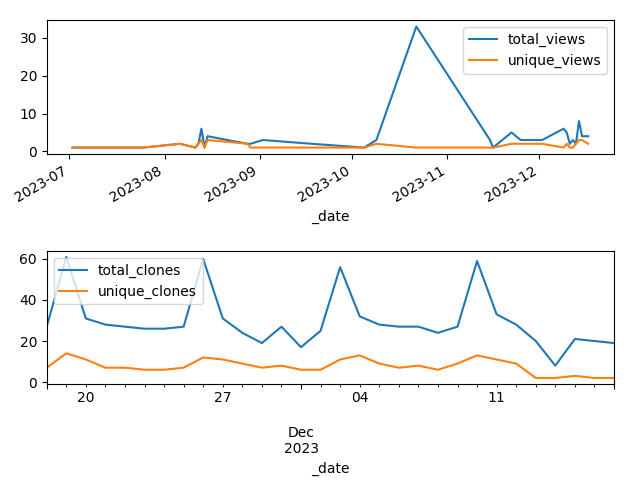 30
20
10
0
total_views
unique_views
2023-07
2023-08
2023-09
2023-10
2023-11
2023-12
_date
60
40
20
0
total_clones
unique_clones
20
27
04
11
Dec
2023
_date